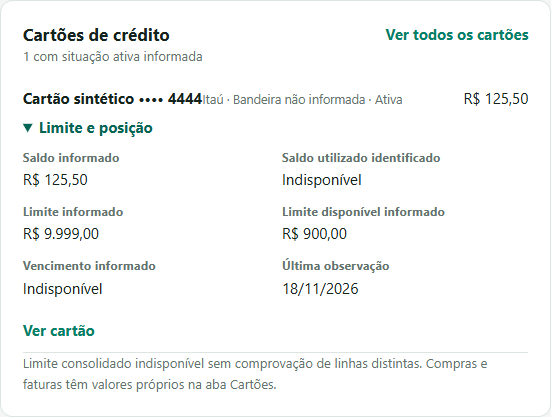 Cartões de crédito
Ver todos os cartões
1 com situação ativa informada
Cartão sintético •••• 4444Itaú · Bandeira não informada · Ativa R$ 125,50
▼ Limite e posição
Saldo informado
R$ 125,50
Saldo utilizado identificado
Indisponível
Limite informado
R$ 9.999,00
Limite disponível informado
R$ 900,00
Vencimento informado
Indisponível
Última observação
18/11/2026
Ver cartão
Limite consolidado indisponível sem comprovação de linhas distintas. Compras e
faturas têm valores próprios na aba Cartões.